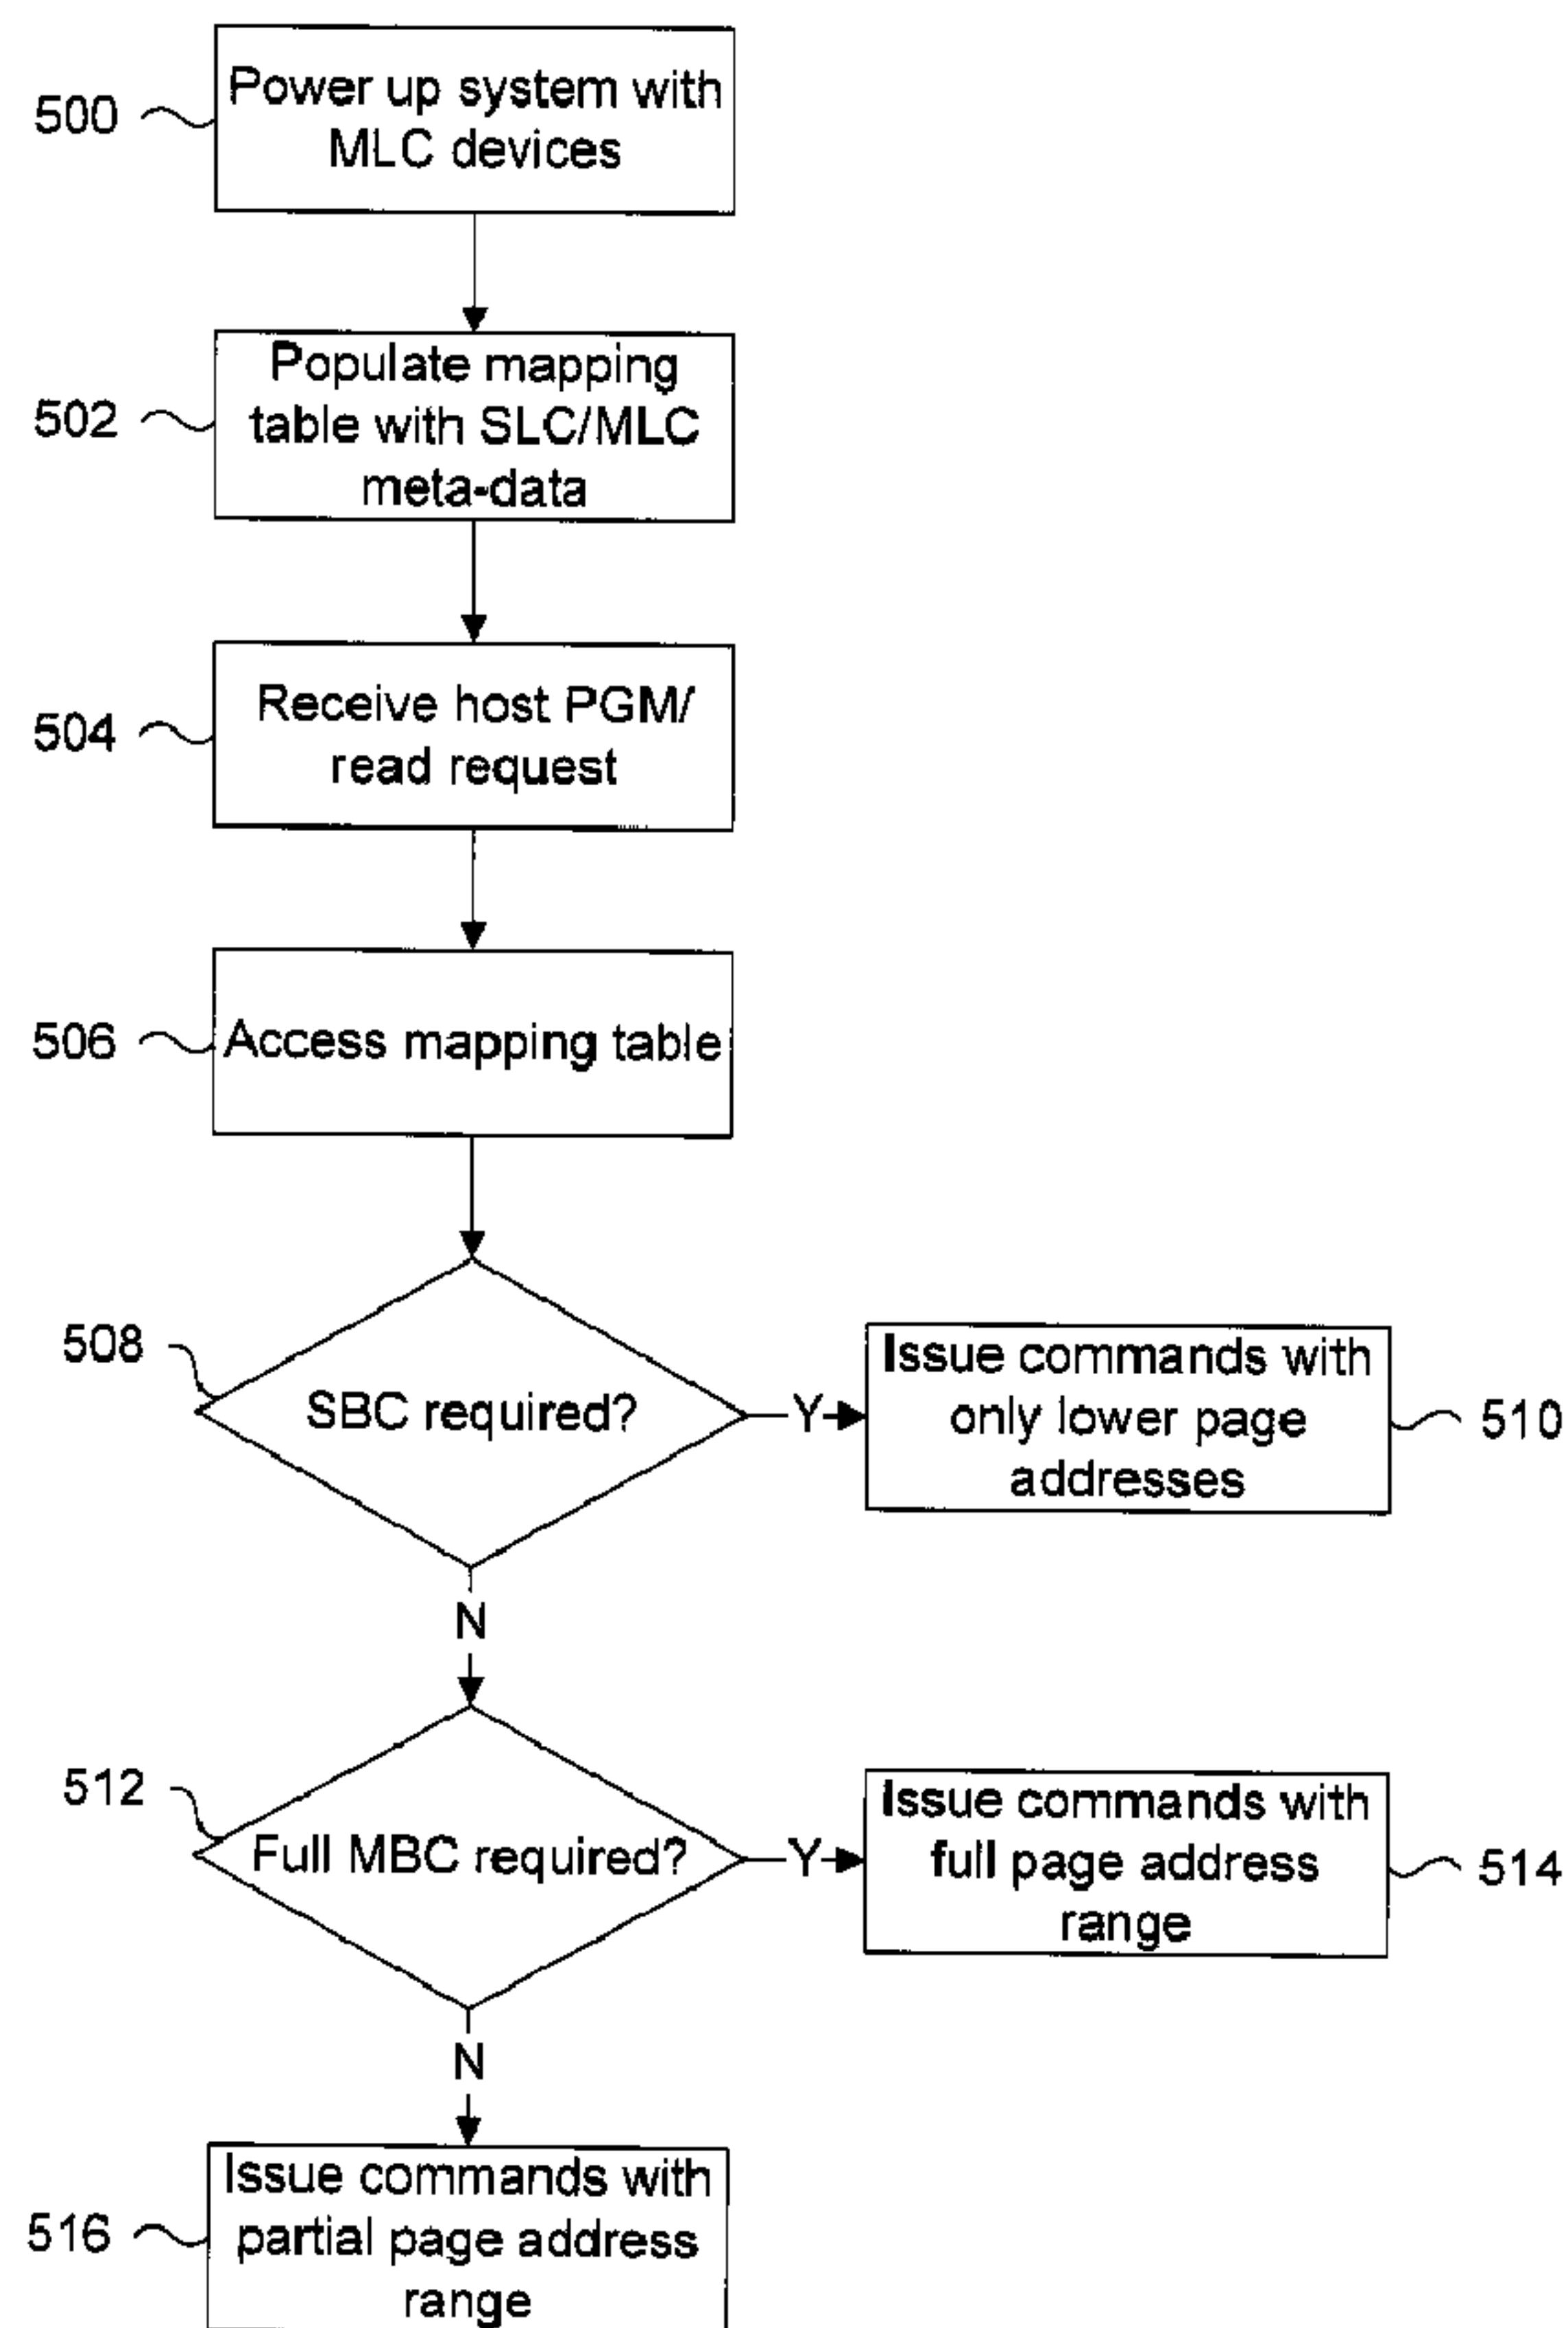 500
Power up system with
MLC devices
502
Populate mapping
table with SLC/MLC
meta-data
504
Receive host PGM/
read request
506
Access mapping table
508
SBC required?
Y
Issue commands with
only lower page
addresses
510
N
512
Full MBC required?
Y
Issue commands with
full page address
range
514
N
516
Issue commands with
partial page address
range